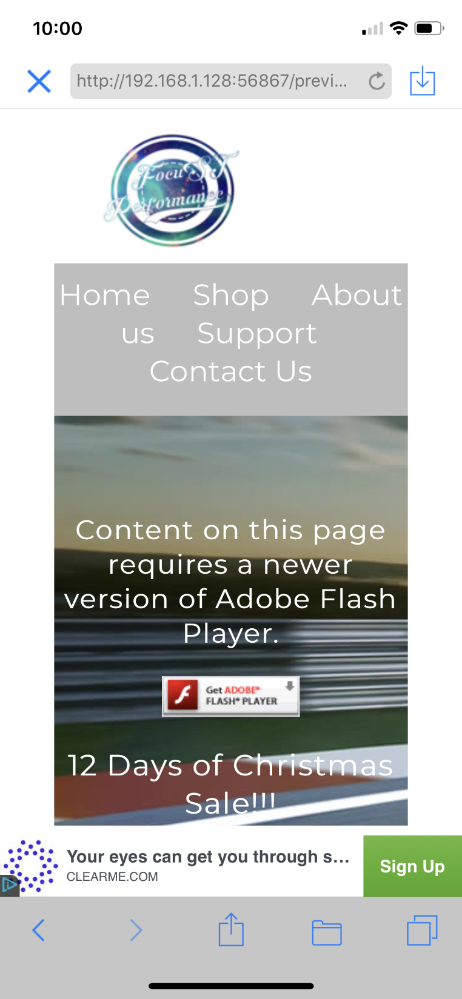 10:00
http://192.168.1.128:56867/previ...
FocuST
Performance
Home Shop About
us Support
Contact Us
Content on this page
requires a newer
version of Adobe Flash
Player.
Get ADOBE®
FLASH® PLAYER
12 Days of Christmas
Sale!!!
Your eyes can get you through s...
CLEARME.COM
Sign Up